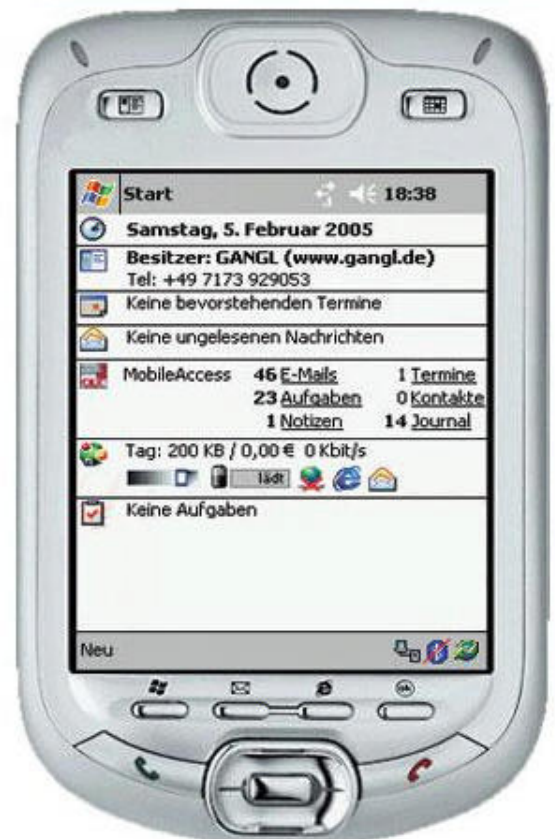 Start 18:38
Samstag, 5. Februar 2005
Besitzer: GANGL (www.gangl.de)
Tel: +49 7173 929053
Keine bevorstehenden Termine
Keine ungelesenen Nachrichten
MobileAccess 46 E-Mails 1 Termine
23 Aufgaben 0 Kontakte
1 Notizen 14 Journal
Tag: 200 KB / 0,00 € 0 Kbit/s
lädt
Keine Aufgaben
Neu
ok